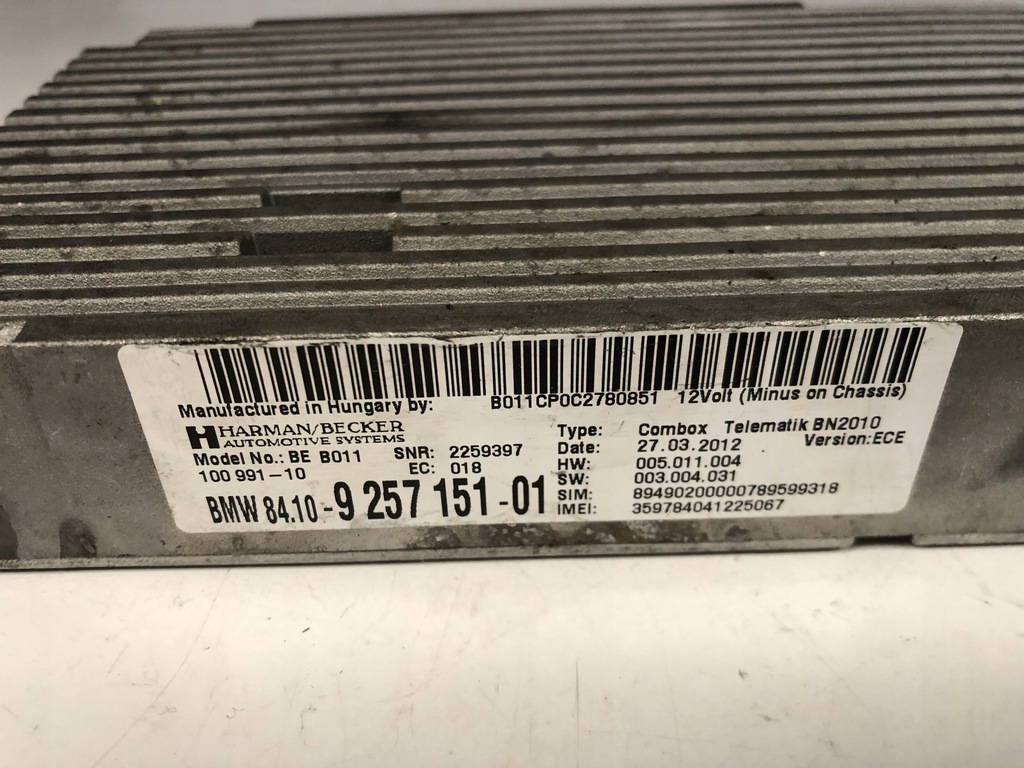 Manufactured in Hungary by: B011CP0C2780851 12Volt (Minus on Chassis)
HARMAN/BECKER
AUTOMOTIVE SYSTEMS
Model No.: BE B011 SNR: 2259397
100 991-10 EC: 018
BMW 84.10-9 257 151-01
Type: Combox Telematik BN2010
Date: 27.03.2012 Version:ECE
HW: 005.011.004
SW: 003.004.031
SIM: 89490200000789599318
IMEI: 359784041225067